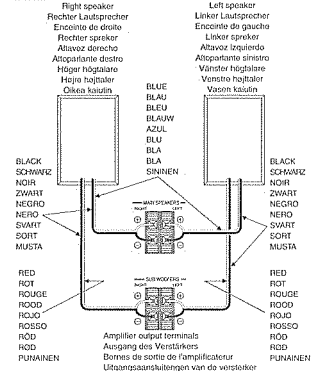 Right speaker
Rechter Lautsprecher
Enceinte de droite
Rechter spreker
Altavoz derecho
Altoparlante destro
Höger högtalare
Højre højttaler
Oikea kaiutin
Left speaker
Linker Lautsprecher
Enceinte de gauche
Linker spreker
Altavoz izquierdo
Altoparlante sinistro
Vänster högtalare
Venstre højttaler
Vasen kaiutin
BLUE
BLAU
BLEU
BLAUW
AZUL
BLU
BLÅ
BLÅ
SININEN
BLACK
SCHWARZ
NOIR
ZWART
NEGRO
NERO
SVART
SORT
MUSTA
MAIN SPEAKERS
RIGHT
LEFT
BLACK
SCHWARZ
NOIR
ZWART
NEGRO
NERO
SVART
SORT
MUSTA
RED
ROT
ROUGE
ROOD
ROJO
ROSSO
RÖD
RØD
PUNAINEN
SUB WOOFERS
RIGHT
LEFT
RED
ROT
ROUGE
ROOD
ROJO
ROSSO
RÖD
RØD
PUNAINEN
Amplifier output terminals
Ausgang des Verstärkers
Bornes de sortie de l'amplificateur
Uitgangsaansluitengen van de versterker